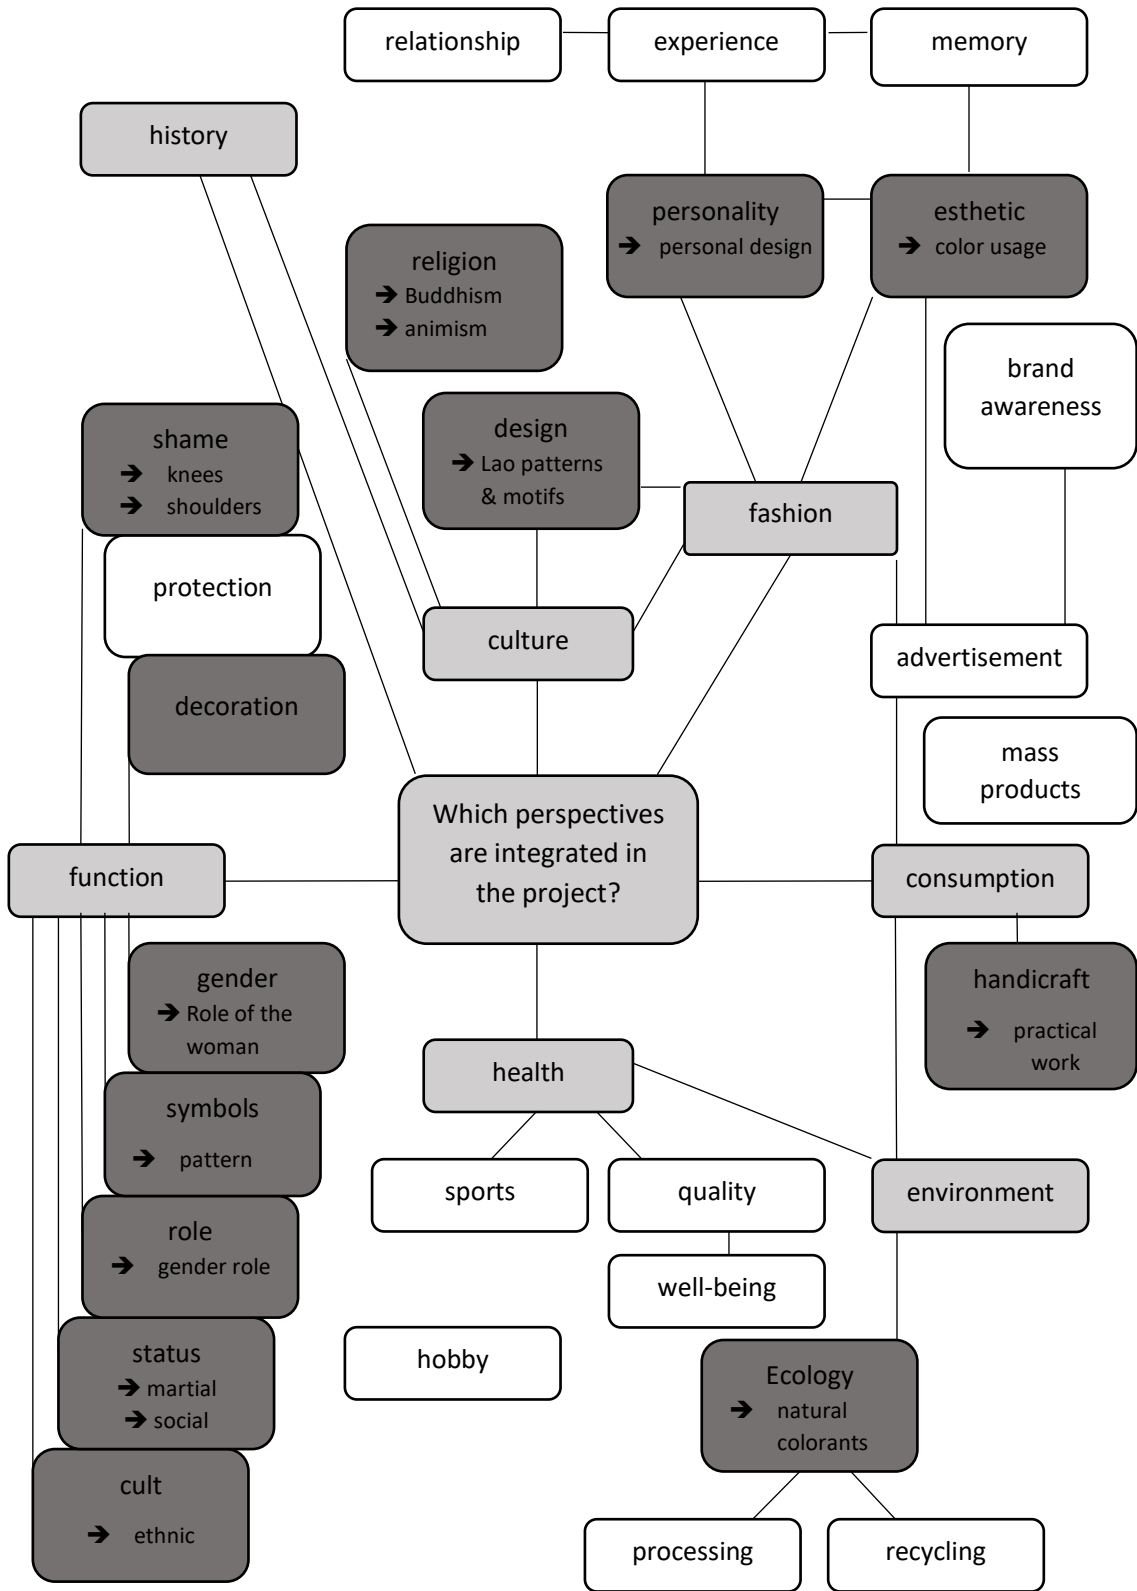 relationship
experience
memory
history
personality
➔ personal design
esthetic
➔ color usage
religion
➔ Buddhism
➔ animism
brand
awareness
shame
➔ knees
➔ shoulders
design
➔ Lao patterns
& motifs
fashion
protection
culture
advertisement
decoration
mass
products
Which perspectives
are integrated in
the project?
function
consumption
gender
➔ Role of the
woman
handicraft
➔ practical
work
health
symbols
➔ pattern
sports
quality
environment
role
➔ gender role
well-being
status
➔ martial
➔ social
hobby
Ecology
➔ natural
colorants
cult
➔ ethnic
processing
recycling